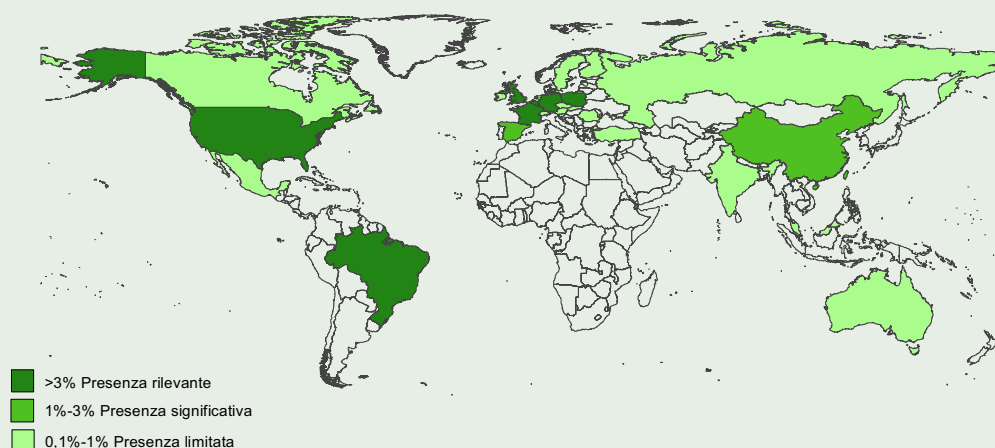 >3% Presenza rilevante
1%-3% Presenza significativa
0,1%-1% Presenza limitata